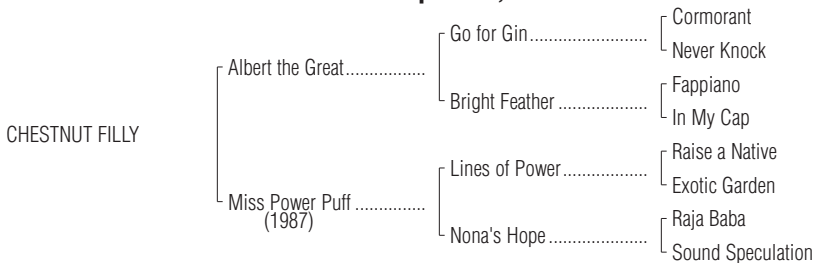 Cormorant
Go for Gin..............................
Never Knock
Albert the Great.................
Fappiano
Bright Feather ......................
In My Cap
CHESTNUT FILLY
Raise a Native
Lines of Power......................
Exotic Garden
Miss Power Puff ...............
(1987)
Raja Baba
Nona's Hope .........................
Sound Speculation